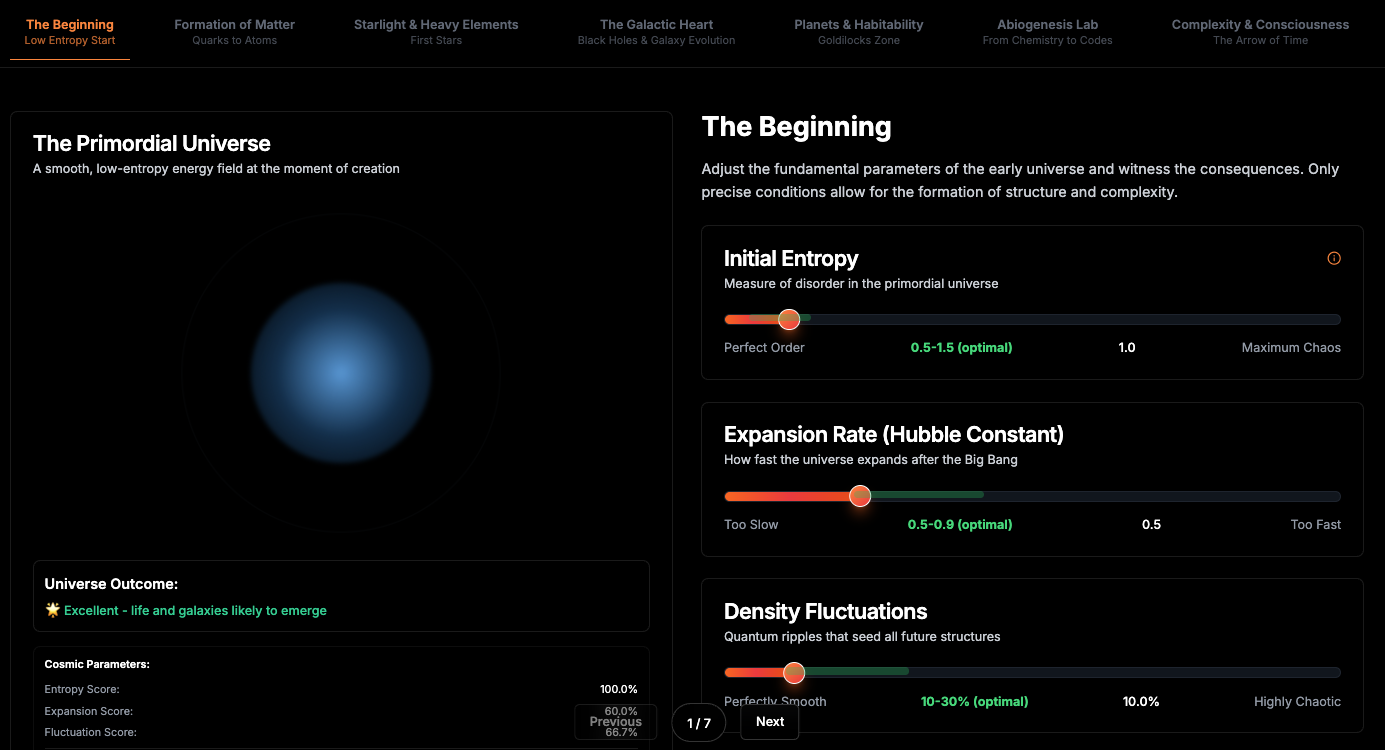 The Beginning
Low Entropy Start
Formation of Matter
Quarks to Atoms
Starlight & Heavy Elements
First Stars
The Galactic Heart
Black Holes & Galaxy Evolution
Planets & Habitability
Goldilocks Zone
Abiogenesis Lab
From Chemistry to Codes
Complexity & Consciousness
The Arrow of Time
The Primordial Universe
A smooth, low-entropy energy field at the moment of creation
Universe Outcome:
🌟 Excellent - life and galaxies likely to emerge
Cosmic Parameters:
Entropy Score: 100.0%
Expansion Score: 60.0%
Fluctuation Score: 66.7%
The Beginning
Adjust the fundamental parameters of the early universe and witness the consequences. Only
precise conditions allow for the formation of structure and complexity.
Initial Entropy
Measure of disorder in the primordial universe
Perfect Order 0.5-1.5 (optimal) 1.0 Maximum Chaos
Expansion Rate (Hubble Constant)
How fast the universe expands after the Big Bang
Too Slow 0.5-0.9 (optimal) 0.5 Too Fast
Density Fluctuations
Quantum ripples that seed all future structures
Perfectly Smooth 10-30% (optimal) 10.0% Highly Chaotic
Previous 1 / 7 Next